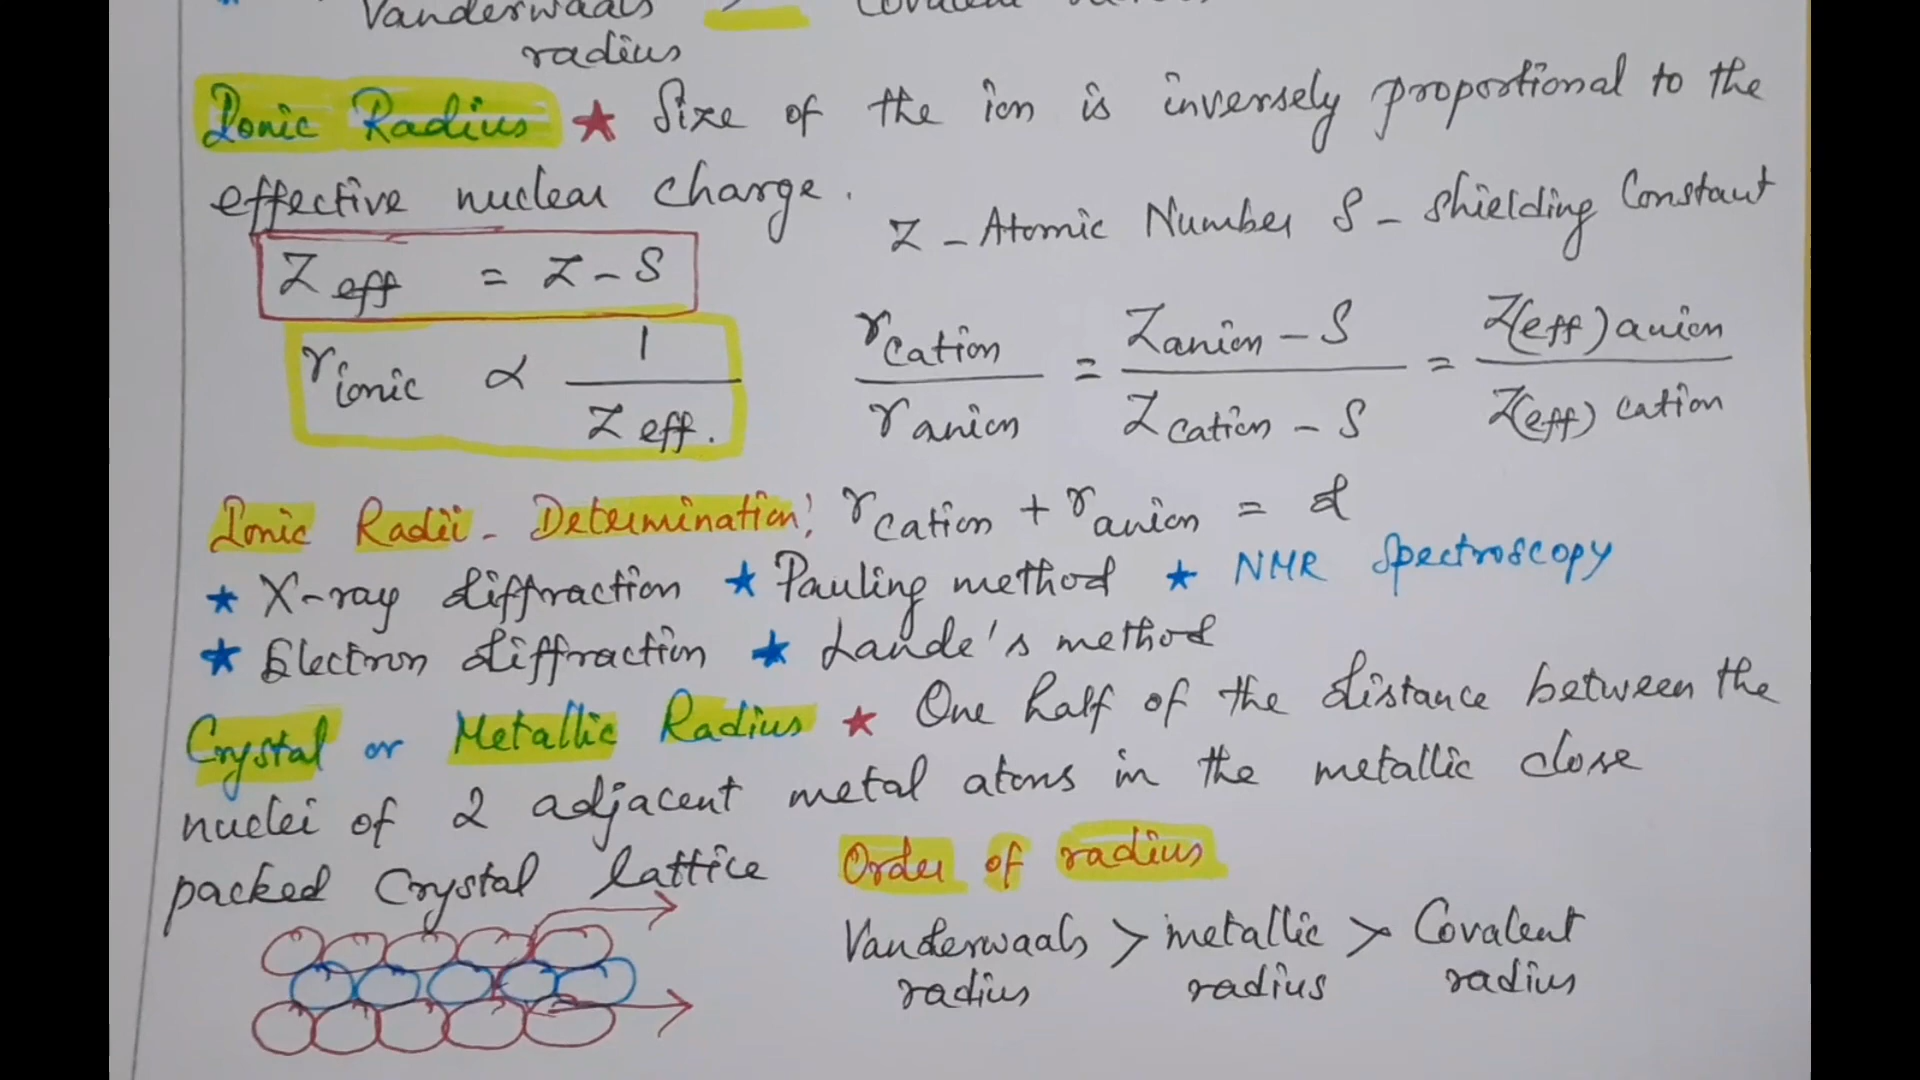 Vanderwaals > Covalent radius
radius
Ionic Radius ★ Size of the ion is inversely proportional to the
effective nuclear charge.
Z - Atomic Number S - Shielding Constant
Z eff = Z - S
r ionic ∝ 1 / Z eff.
r cation / r anion = Z anion - S / Z cation - S = Z(eff) anion / Z(eff) cation
Ionic Radii - Determination: r cation + r anion = d
★ X-ray diffraction ★ Pauling method ★ NMR Spectroscopy
★ Electron diffraction ★ Lande's method
Crystal or Metallic Radius ★ One half of the distance between the
nuclei of 2 adjacent metal atoms in the metallic close
packed Crystal lattice
Order of radius
Vanderwaals > metallic > Covalent
radius radius radius